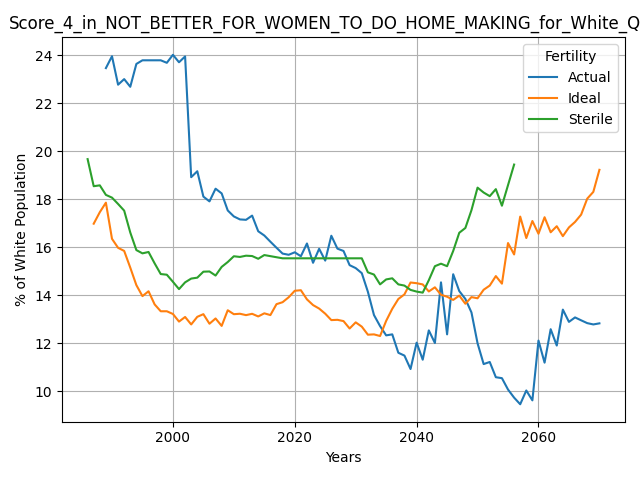 Score_4_in_NOT_BETTER_FOR_WOMEN_TO_DO_HOME_MAKING_for_White_Q
Fertility
Actual
Ideal
Sterile
% of White Population
24
22
20
18
16
14
12
10
2000 2020 2040 2060
Years